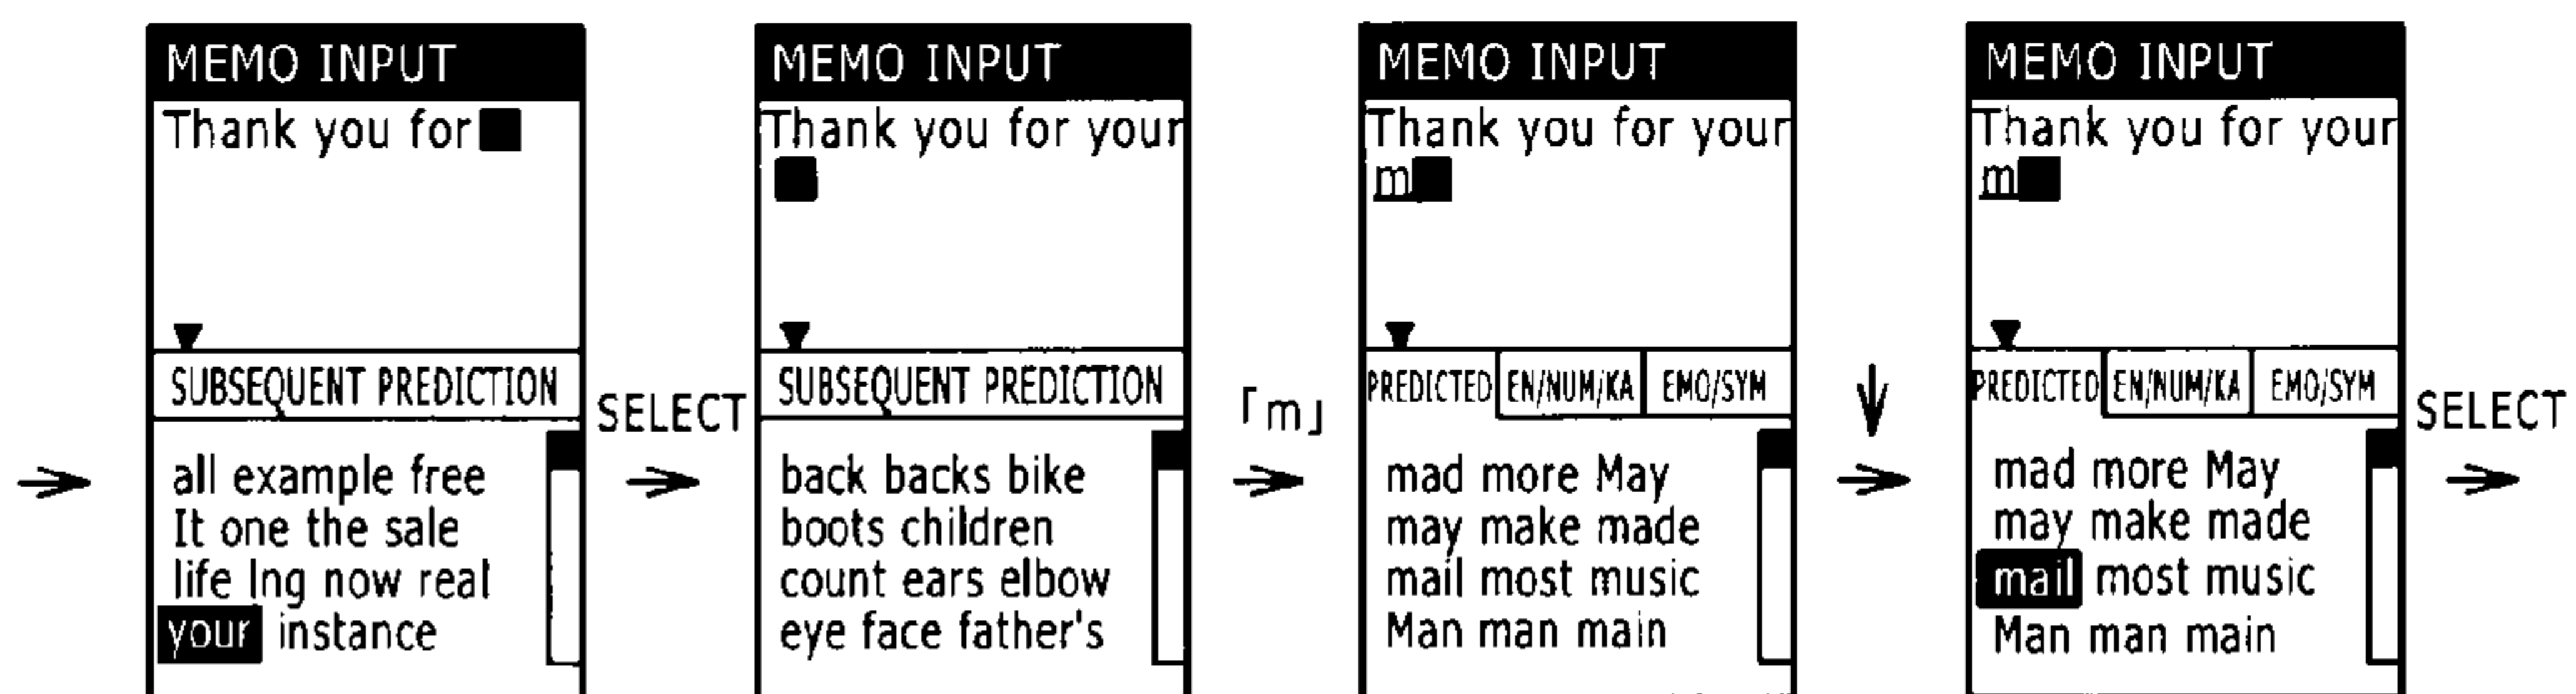 MEMO INPUT
Thank you for
SUBSEQUENT PREDICTION
all example free
It one the sale
life Ing now real
your instance
SELECT
MEMO INPUT
Thank you for your
SUBSEQUENT PREDICTION
back backs bike
boots children
count ears elbow
eye face father's
「m」
MEMO INPUT
Thank you for your
m
PREDICTED EN/NUM/KA EMO/SYM
mad more May
may make made
mail most music
Man man main
MEMO INPUT
Thank you for your
m
PREDICTED EN/NUM/KA EMO/SYM
mad more May
may make made
mail most music
Man man main
SELECT